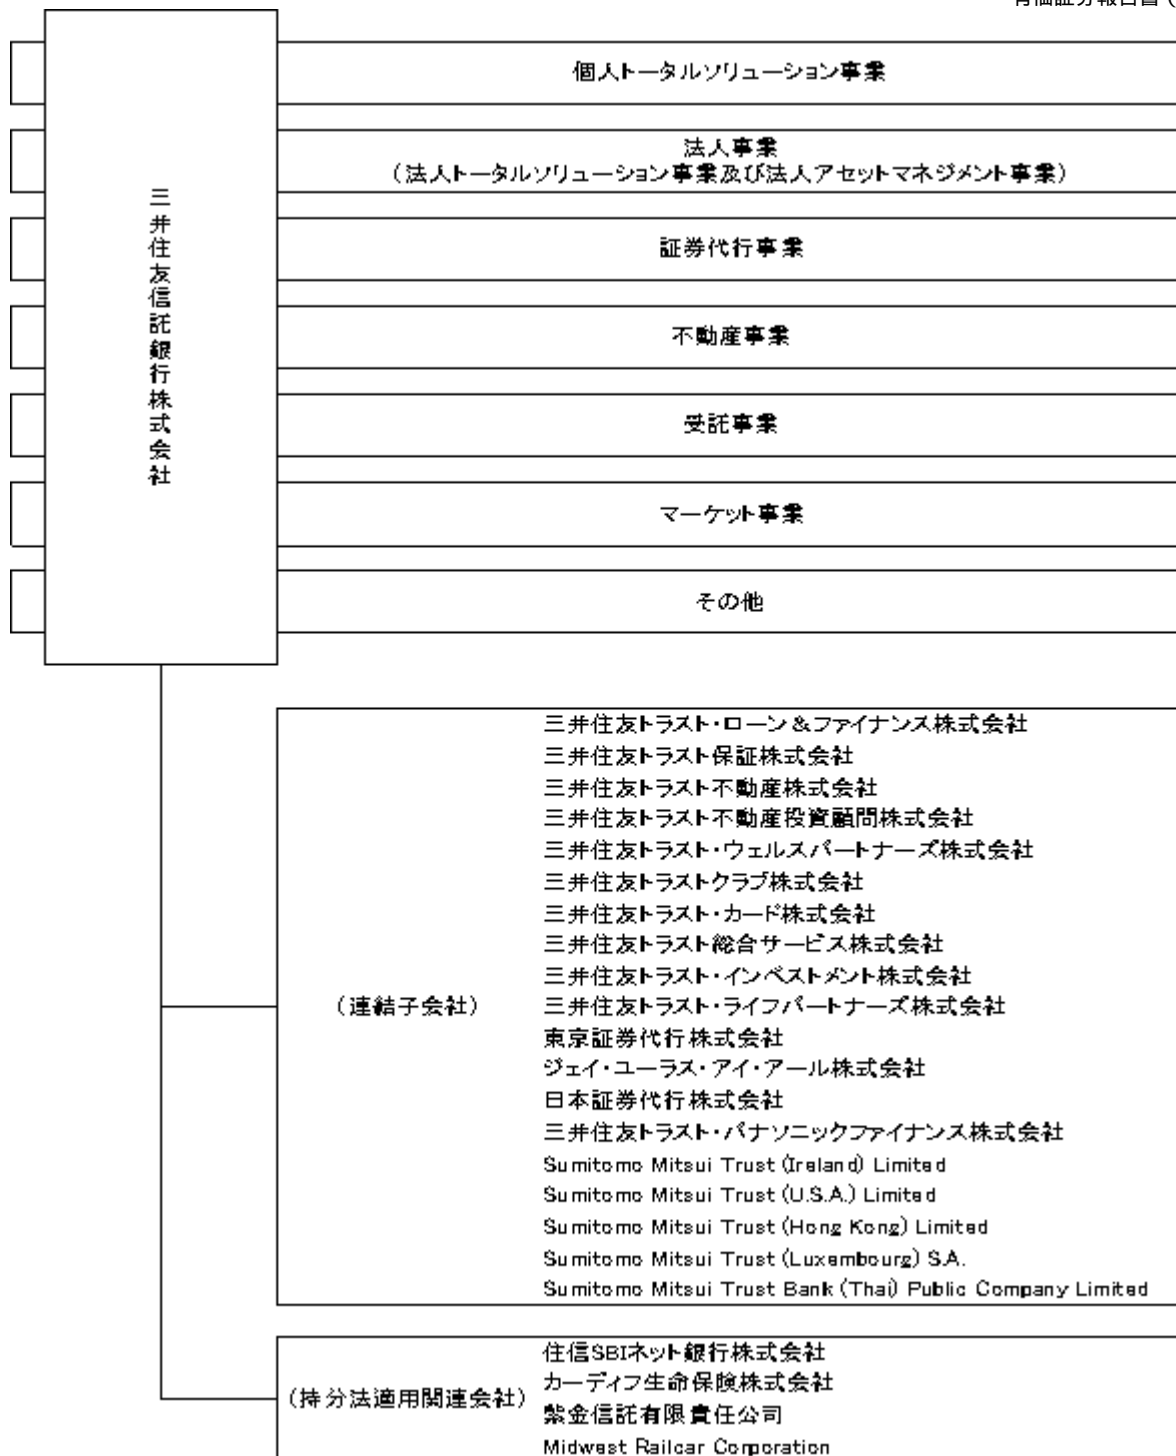 有価証券報告書（
三井住友信託銀行株式会社
個人トータルソリューション事業
法人事業
（法人トータルソリューション事業及び法人アセットマネジメント事業）
証券代行事業
不動産事業
受託事業
マーケット事業
その他
（連結子会社）
三井住友トラスト・ローン＆ファイナンス株式会社
三井住友トラスト保証株式会社
三井住友トラスト不動産株式会社
三井住友トラスト不動産投資顧問株式会社
三井住友トラスト・ウェルスパートナーズ株式会社
三井住友トラストクラブ株式会社
三井住友トラスト・カード株式会社
三井住友トラスト総合サービス株式会社
三井住友トラスト・インベストメント株式会社
三井住友トラスト・ライフパートナーズ株式会社
東京証券代行株式会社
ジェイ・ユーラス・アイ・アール株式会社
日本証券代行株式会社
三井住友トラスト・パナソニックファイナンス株式会社
Sumitomo Mitsui Trust (Ireland) Limited
Sumitomo Mitsui Trust (U.S.A.) Limited
Sumitomo Mitsui Trust (Hong Kong) Limited
Sumitomo Mitsui Trust (Luxembourg) S.A.
Sumitomo Mitsui Trust Bank (Thai) Public Company Limited
（持分法適用関連会社）
住信SBIネット銀行株式会社
カーディフ生命保険株式会社
紫金信託有限責任公司
Midwest Railcar Corporation